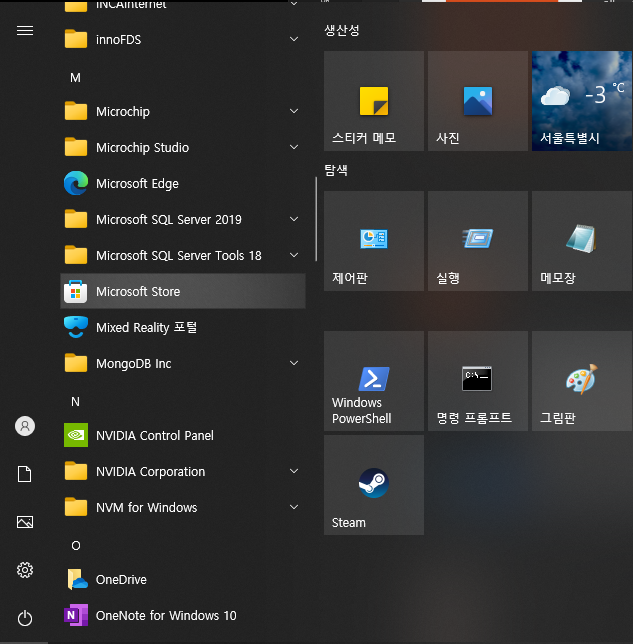 INCAInternet
innoFDS
M
Microchip
Microchip Studio
Microsoft Edge
Microsoft SQL Server 2019
Microsoft SQL Server Tools 18
Microsoft Store
Mixed Reality 포털
MongoDB Inc
N
NVIDIA Control Panel
NVIDIA Corporation
NVM for Windows
O
OneDrive
OneNote for Windows 10
생산성
스티커 메모
사진
-3 °C
서울특별시
탐색
제어판
실행
메모장
Windows
PowerShell
C:\_
명령 프롬프트
그림판
Steam